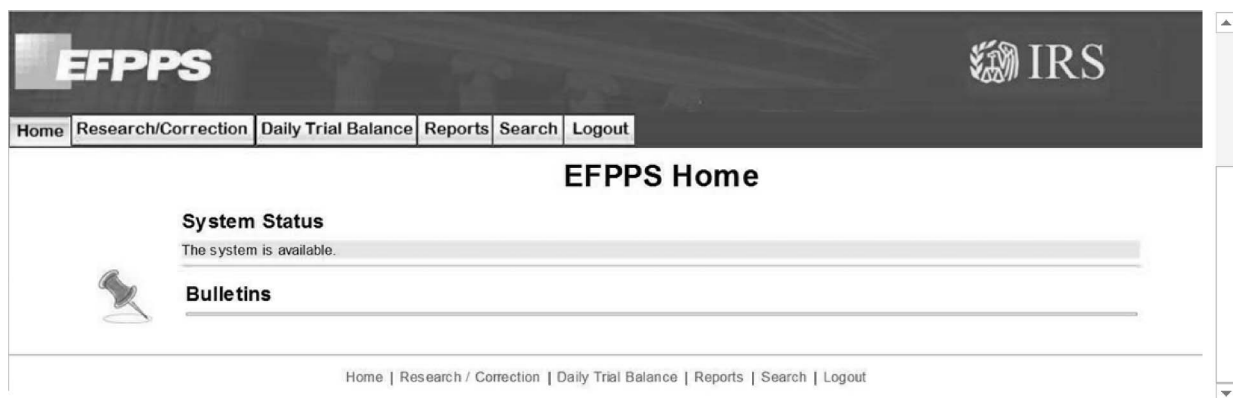 EFPPS
IRS
Home Research/Correction Daily Trial Balance Reports Search Logout
EFPPS Home
System Status
The system is available.
Bulletins
Home | Research / Correction | Daily Trial Balance | Reports | Search | Logout